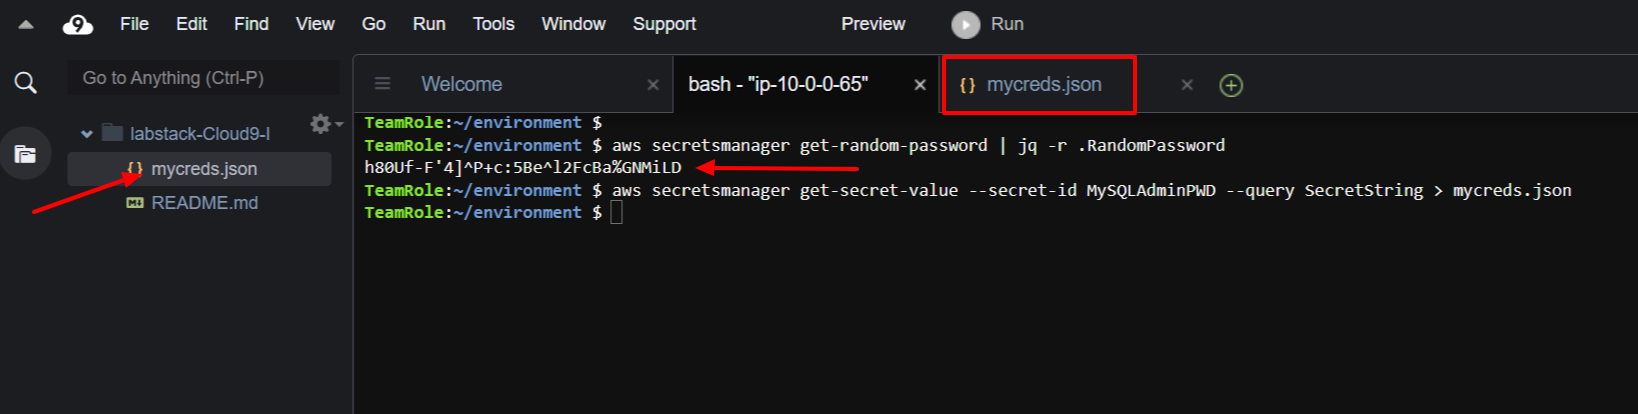 File Edit Find View Go Run Tools Window Support Preview Run
Go to Anything (Ctrl-P)
Welcome
bash - "ip-10-0-0-65"
{} mycreds.json
labstack-Cloud9-I
{} mycreds.json
README.md
TeamRole:~/environment $
TeamRole:~/environment $ aws secretsmanager get-random-password | jq -r .RandomPassword
h80Uf-F'4]^P+c:5Be^l2FcBa%GNMiLD
TeamRole:~/environment $ aws secretsmanager get-secret-value --secret-id MySQLAdminPWD --query SecretString > mycreds.json
TeamRole:~/environment $